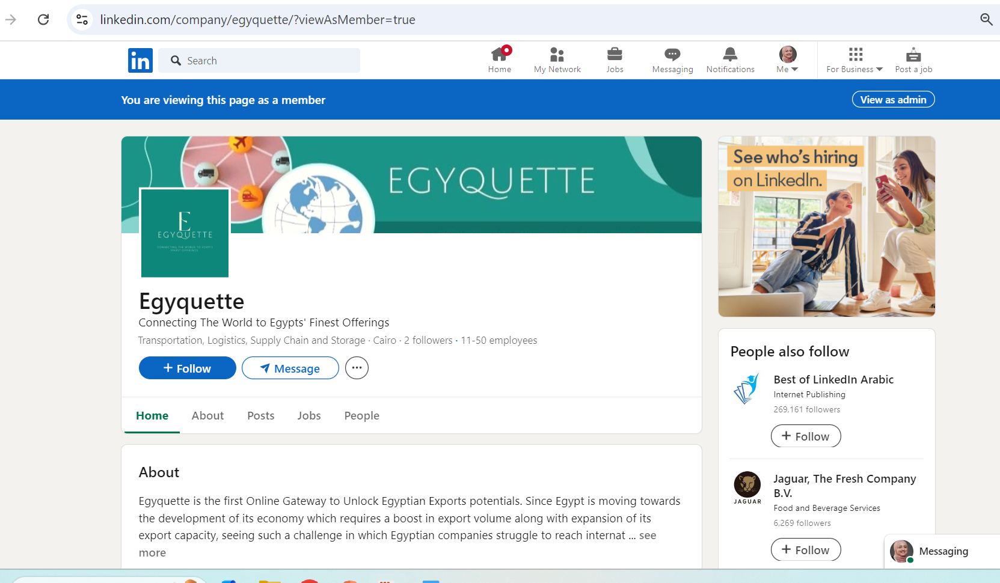 linkedin.com/company/egyquette/?viewAsMember=true
in
Search
Home
My Network
Jobs
Messaging
Notifications
Me
For Business
Post a job
You are viewing this page as a member
View as admin
EGYQUETTE
E
EGYQUETTE
CONNECTING THE WORLD TO EGYPT'S
FINEST OFFERINGS
Egyquette
Connecting The World to Egypts' Finest Offerings
Transportation, Logistics, Supply Chain and Storage · Cairo · 2 followers · 11-50 employees
+ Follow
Message
Home
About
Posts
Jobs
People
About
Egyquette is the first Online Gateway to Unlock Egyptian Exports potentials. Since Egypt is moving towards
the development of its economy which requires a boost in export volume along with expansion of its
export capacity, seeing such a challenge in which Egyptian companies struggle to reach internat ... see
more
See who's hiring
on LinkedIn.
People also follow
Best of LinkedIn Arabic
Internet Publishing
269,161 followers
+ Follow
JAGUAR
Jaguar, The Fresh Company
B.V.
Food and Beverage Services
6,269 followers
+ Follow
Messaging